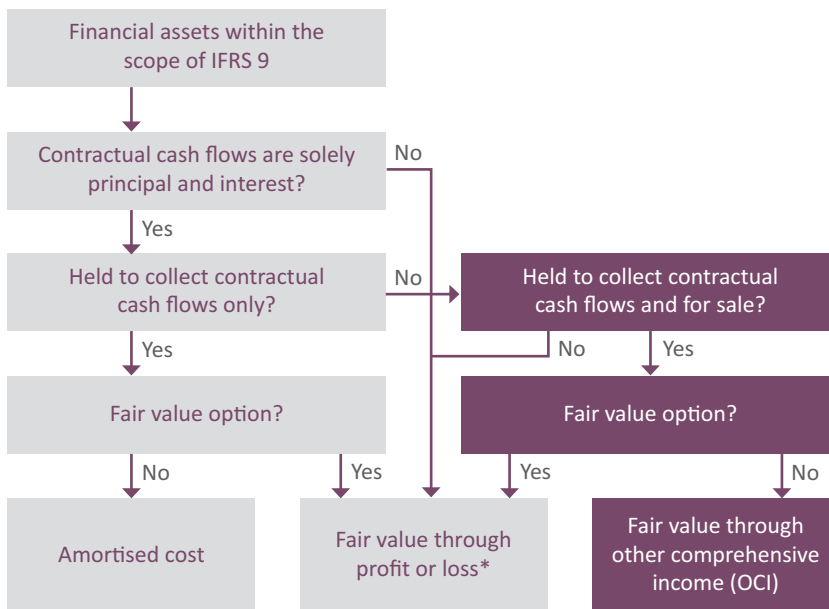 Financial assets within the
scope of IFRS 9
Contractual cash flows are solely
principal and interest?
No
Yes
Held to collect contractual
cash flows only?
No
Held to collect contractual
cash flows and for sale?
Yes
No
Yes
Fair value option?
Fair value option?
No
Yes
Yes
No
Amortised cost
Fair value through
profit or loss*
Fair value through
other comprehensive
income (OCI)